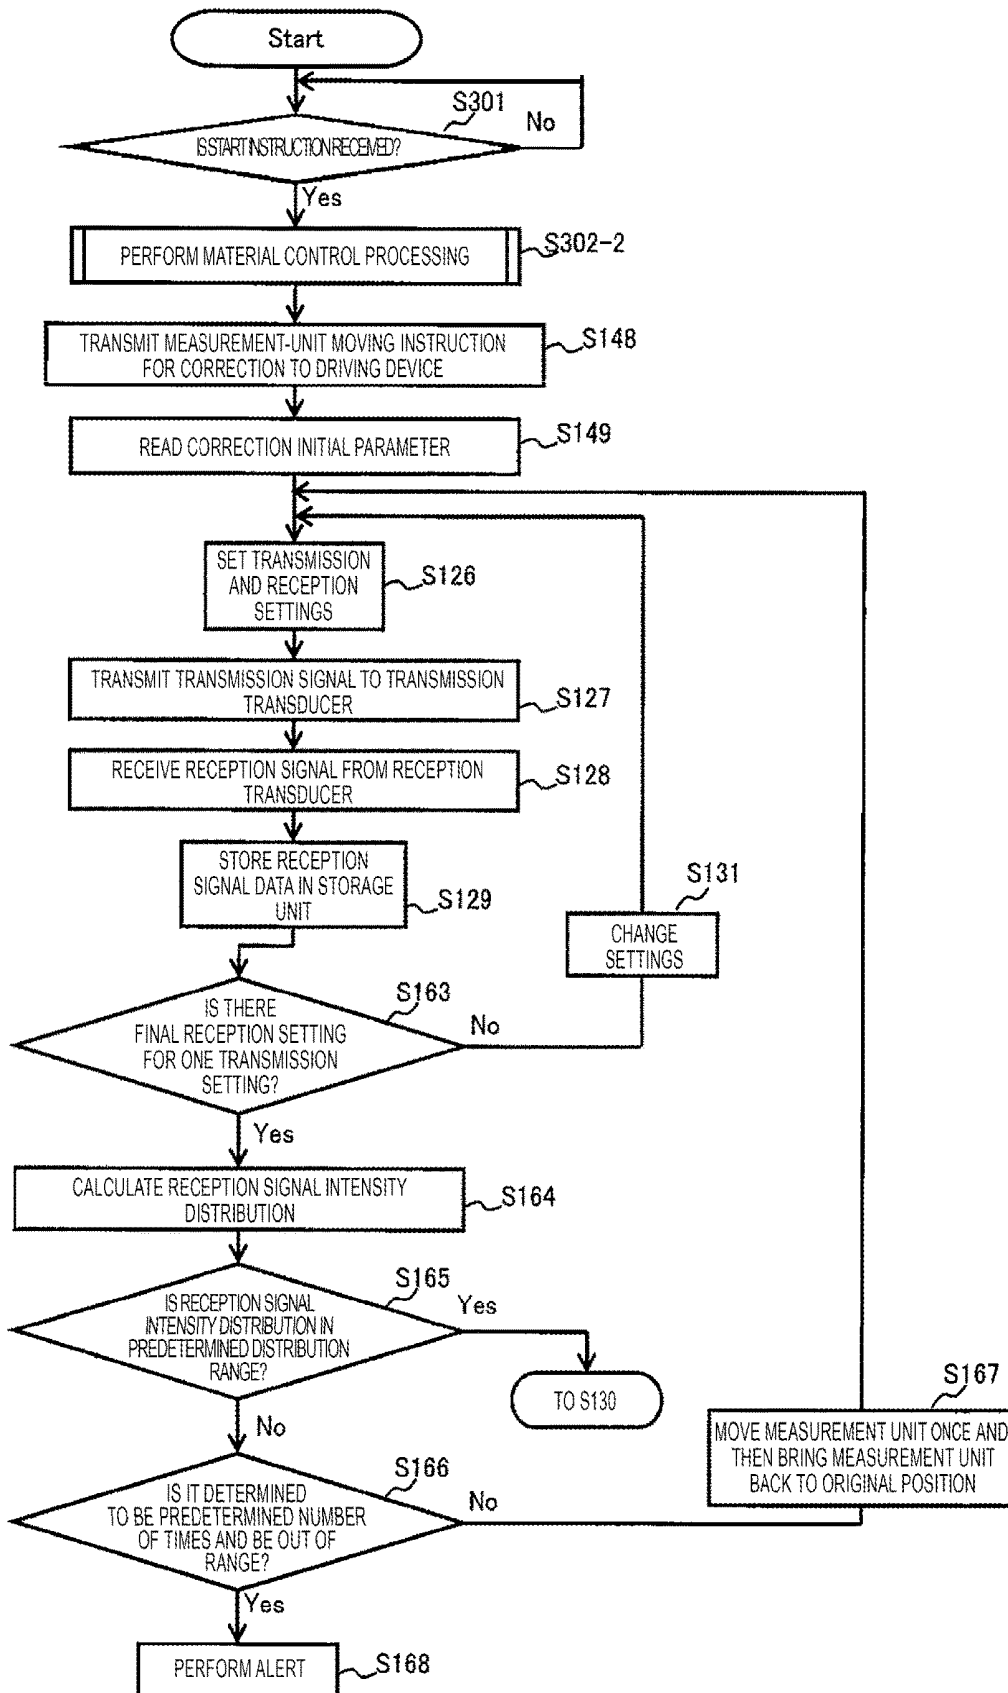 Start
S301
No
IS START INSTRUCTION RECEIVED?
Yes
PERFORM MATERIAL CONTROL PROCESSING
S302-2
TRANSMIT MEASUREMENT-UNIT MOVING INSTRUCTION
FOR CORRECTION TO DRIVING DEVICE
S148
READ CORRECTION INITIAL PARAMETER
S149
SET TRANSMISSION
AND RECEPTION
SETTINGS
S126
TRANSMIT TRANSMISSION SIGNAL TO TRANSMISSION
TRANSDUCER
S127
RECEIVE RECEPTION SIGNAL FROM RECEPTION
TRANSDUCER
S128
STORE RECEPTION
SIGNAL DATA IN STORAGE
UNIT
S129
S131
CHANGE
SETTINGS
S163
IS THERE
FINAL RECEPTION SETTING
FOR ONE TRANSMISSION
SETTING?
No
Yes
CALCULATE RECEPTION SIGNAL INTENSITY
DISTRIBUTION
S164
S165
IS RECEPTION SIGNAL
INTENSITY DISTRIBUTION IN
PREDETERMINED DISTRIBUTION
RANGE?
Yes
TO S130
No
S167
MOVE MEASUREMENT UNIT ONCE AND
THEN BRING MEASUREMENT UNIT
BACK TO ORIGINAL POSITION
S166
IS IT DETERMINED
TO BE PREDETERMINED NUMBER
OF TIMES AND BE OUT OF
RANGE?
No
Yes
PERFORM ALERT
S168